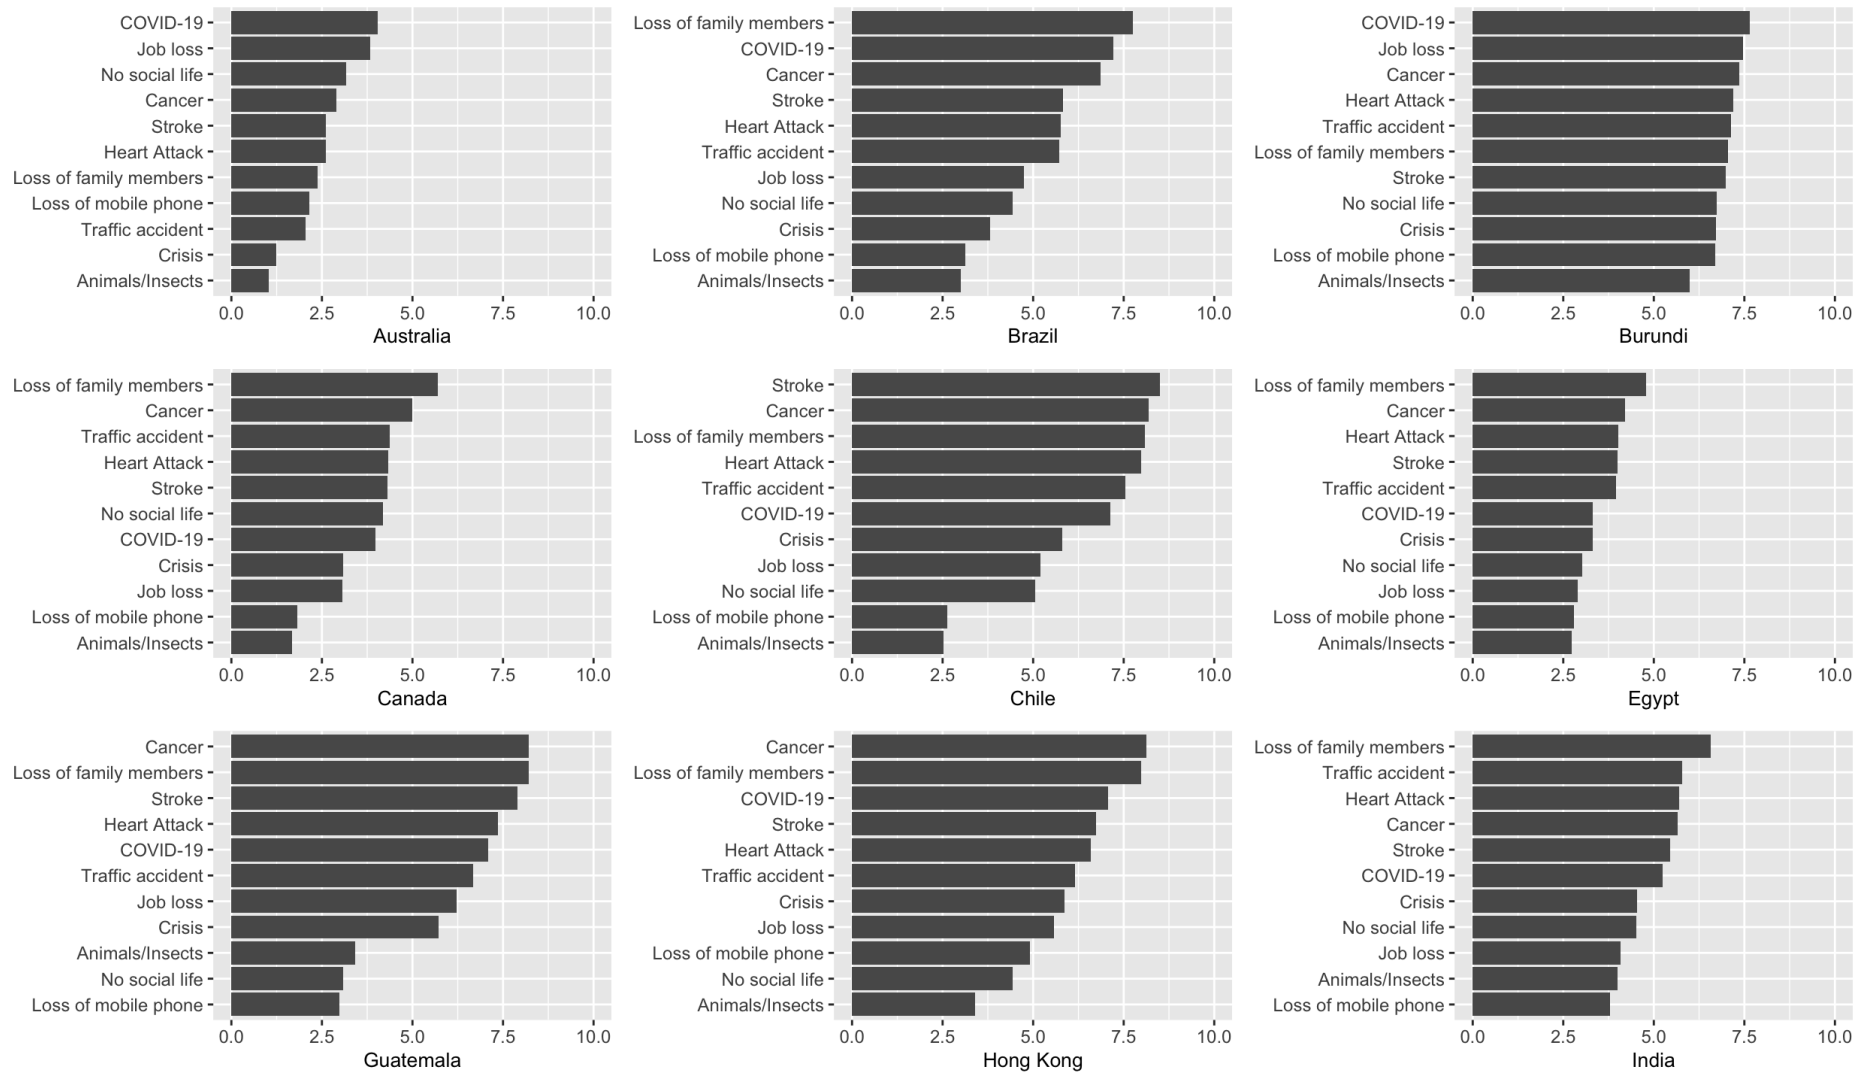 COVID-19
Job loss
No social life
Cancer
Stroke
Heart Attack
Loss of family members
Loss of mobile phone
Traffic accident
Crisis
Animals/Insects
0.0 2.5 5.0 7.5 10.0
Australia
Loss of family members
COVID-19
Cancer
Stroke
Heart Attack
Traffic accident
Job loss
No social life
Crisis
Loss of mobile phone
Animals/Insects
0.0 2.5 5.0 7.5 10.0
Brazil
COVID-19
Job loss
Cancer
Heart Attack
Traffic accident
Loss of family members
Stroke
No social life
Crisis
Loss of mobile phone
Animals/Insects
0.0 2.5 5.0 7.5 10.0
Burundi
Loss of family members
Cancer
Traffic accident
Heart Attack
Stroke
No social life
COVID-19
Crisis
Job loss
Loss of mobile phone
Animals/Insects
0.0 2.5 5.0 7.5 10.0
Canada
Stroke
Cancer
Loss of family members
Heart Attack
Traffic accident
COVID-19
Crisis
Job loss
No social life
Loss of mobile phone
Animals/Insects
0.0 2.5 5.0 7.5 10.0
Chile
Loss of family members
Cancer
Heart Attack
Stroke
Traffic accident
COVID-19
Crisis
No social life
Job loss
Loss of mobile phone
Animals/Insects
0.0 2.5 5.0 7.5 10.0
Egypt
Cancer
Loss of family members
Stroke
Heart Attack
COVID-19
Traffic accident
Job loss
Crisis
Animals/Insects
No social life
Loss of mobile phone
0.0 2.5 5.0 7.5 10.0
Guatemala
Cancer
Loss of family members
COVID-19
Stroke
Heart Attack
Traffic accident
Crisis
Job loss
Loss of mobile phone
No social life
Animals/Insects
0.0 2.5 5.0 7.5 10.0
Hong Kong
Loss of family members
Traffic accident
Heart Attack
Cancer
Stroke
COVID-19
Crisis
No social life
Job loss
Animals/Insects
Loss of mobile phone
0.0 2.5 5.0 7.5 10.0
India